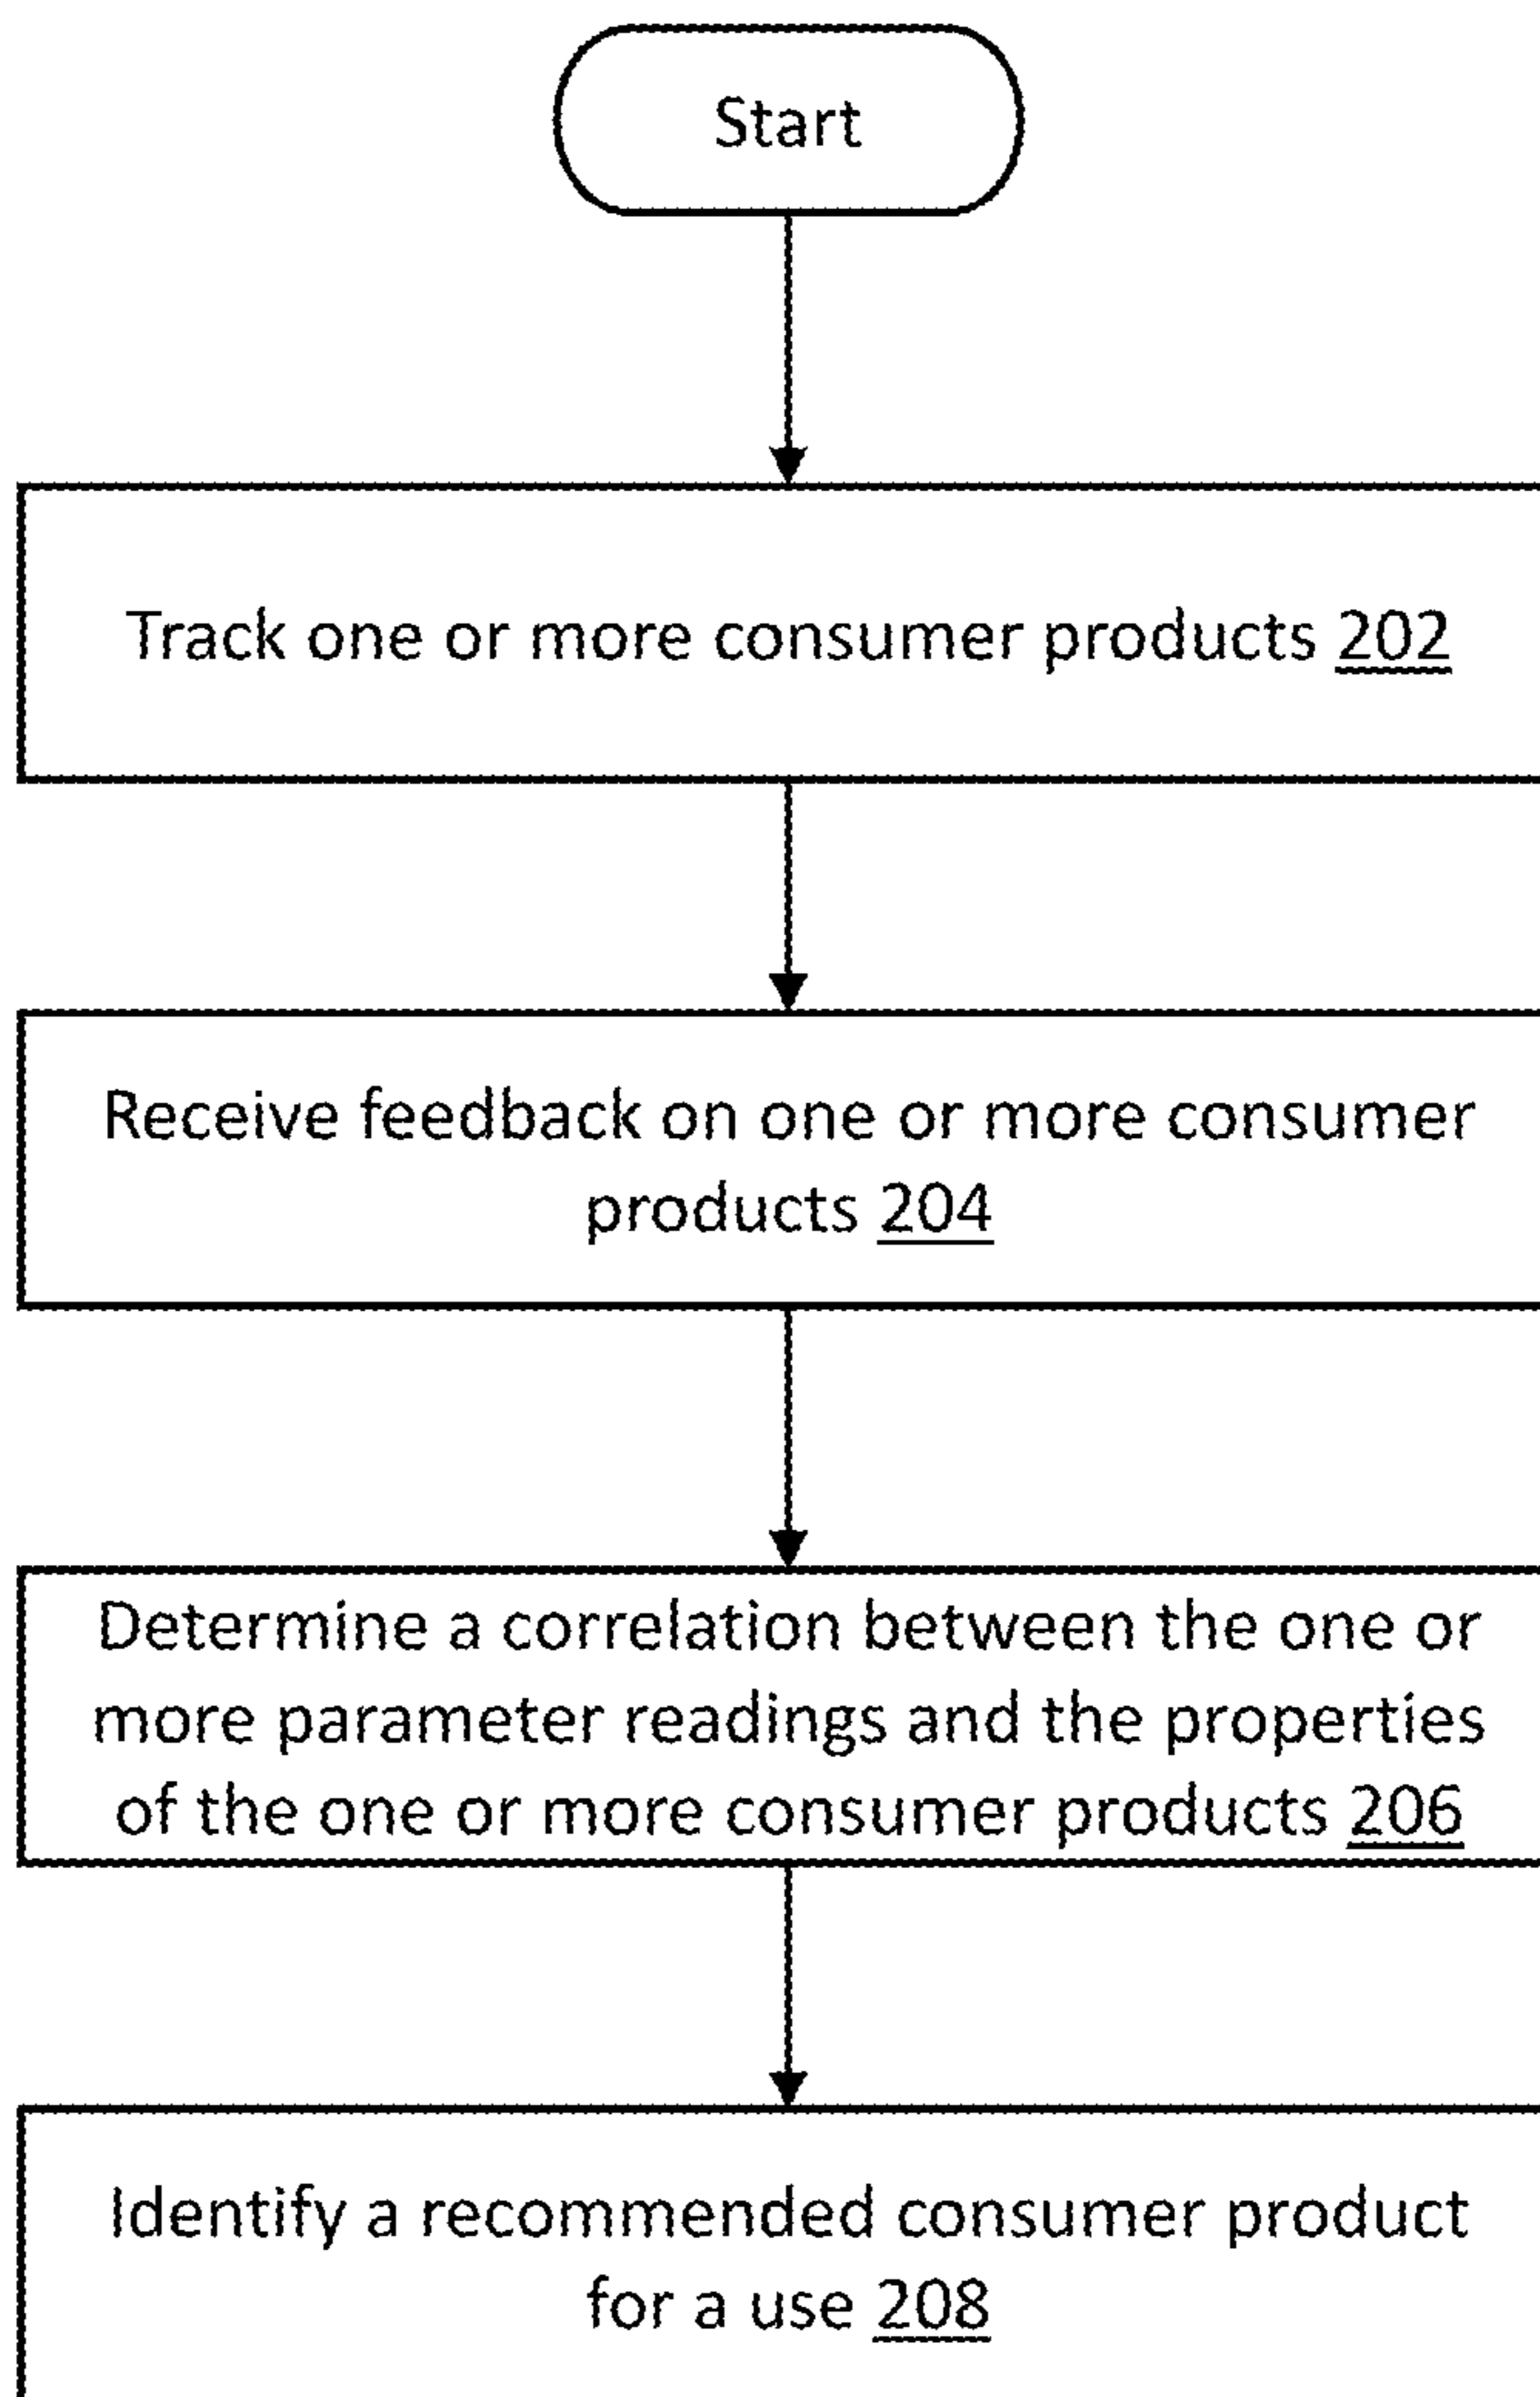 Start
Track one or more consumer products 202
Receive feedback on one or more consumer
products 204
Determine a correlation between the one or
more parameter readings and the properties
of the one or more consumer products 206
Identify a recommended consumer product
for a use 208